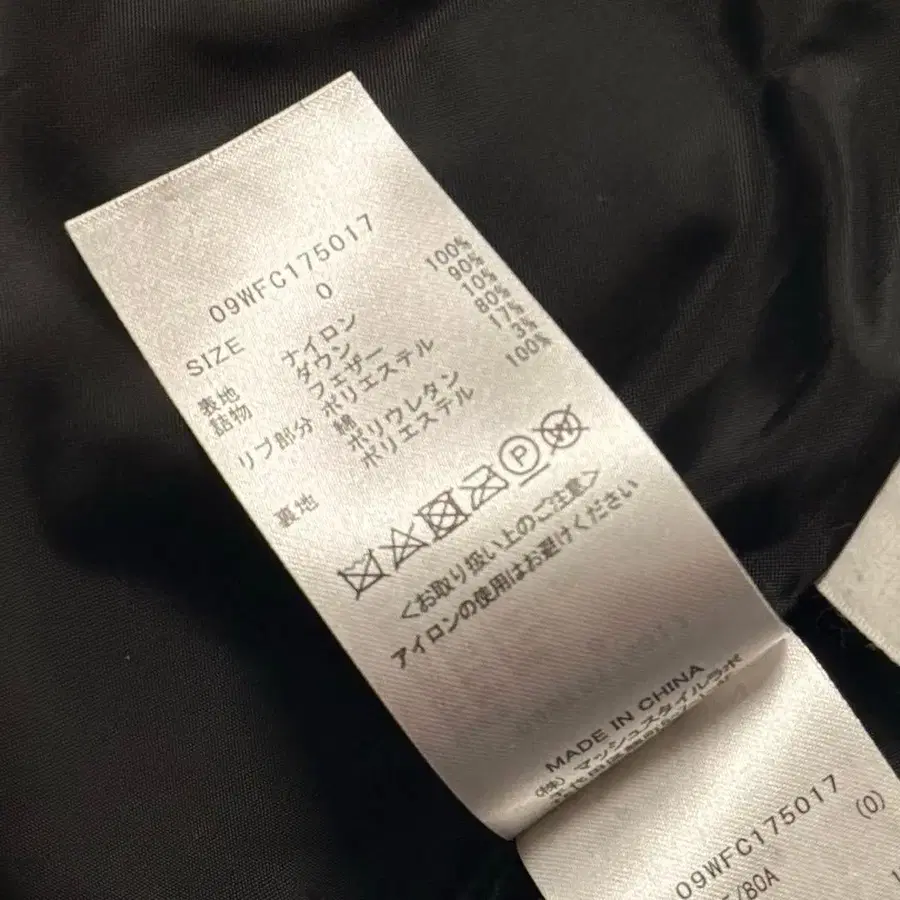 09WFC175017
SIZE 0
表地 ナイロン 100%
詰物 ダウン 90%
フェザー 10%
リブ部分 ポリエステル 80%
綿 17%
ポリウレタン 3%
裏地 ポリエステル 100%
P W
<お取り扱い上のご注意>
アイロンの使用はお避けください
MADE IN CHINA
(株) マッシュスタイルラボ
09WFC175017
(0)
/80A